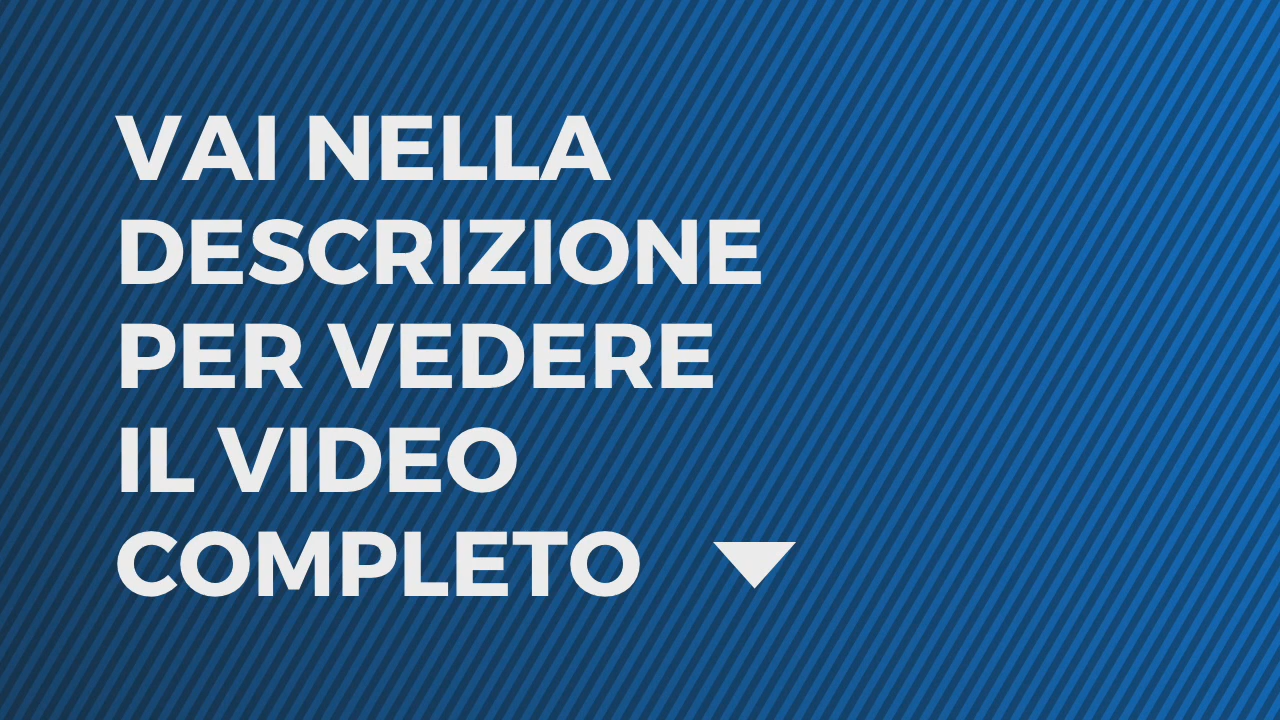 VAI NELLA
DESCRIZIONE
PER VEDERE
IL VIDEO
COMPLETO